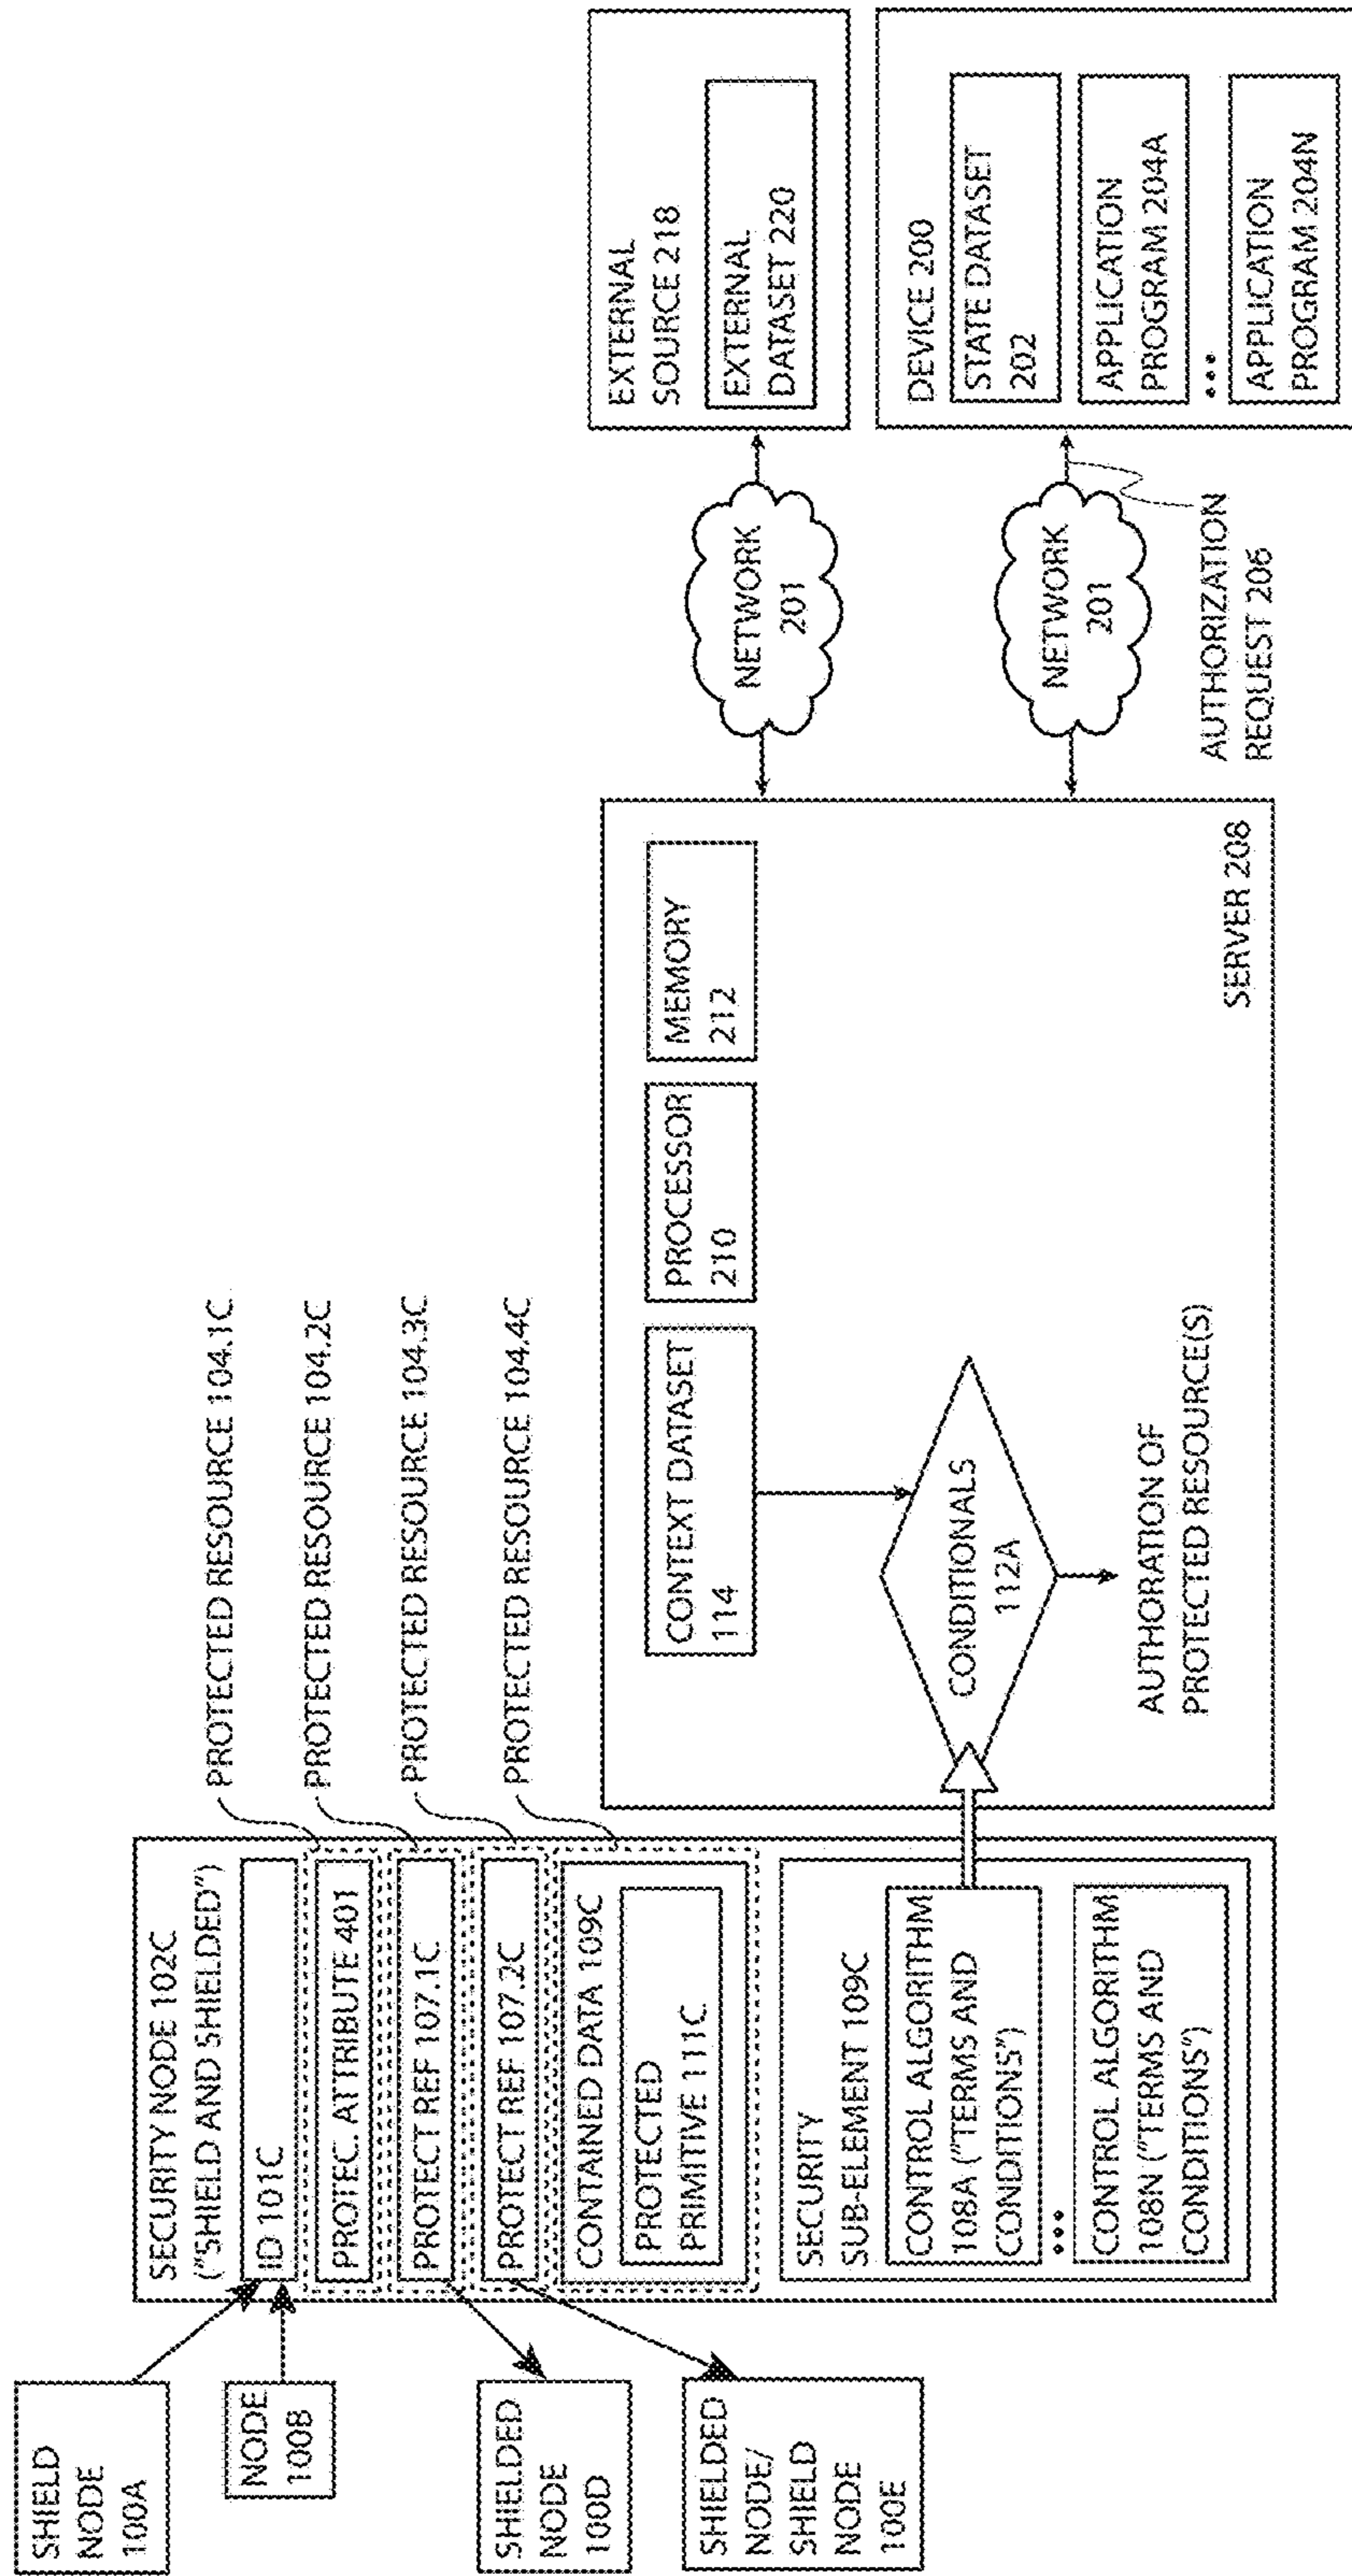 SHIELD
NODE
100A
NODE
100B
SHIELDED
NODE
100D
SHIELDED
NODE/
SHIELD
NODE
100E
SECURITY NODE 102C
("SHIELD AND SHIELDED")
ID 101C
PROTEC. ATTRIBUTE 401
PROTECT REF 107.1C
PROTECT REF 107.2C
CONTAINED DATA 109C
PROTECTED
PRIMITIVE 111C
SECURITY
SUB-ELEMENT 109C
CONTROL ALGORITHM
108A ("TERMS AND
CONDITIONS")
•••
CONTROL ALGORITHM
108N ("TERMS AND
CONDITIONS")
PROTECTED RESOURCE 104.1C
PROTECTED RESOURCE 104.2C
PROTECTED RESOURCE 104.3C
PROTECTED RESOURCE 104.4C
CONTEXT DATASET
114
PROCESSOR
210
MEMORY
212
CONDITIONALS
112A
AUTHORATION OF
PROTECTED RESOURCE(S)
SERVER 208
NETWORK
201
NETWORK
201
AUTHORIZATION
REQUEST 206
EXTERNAL
SOURCE 218
EXTERNAL
DATASET 220
DEVICE 200
STATE DATASET
202
APPLICATION
PROGRAM 204A
•••
APPLICATION
PROGRAM 204N